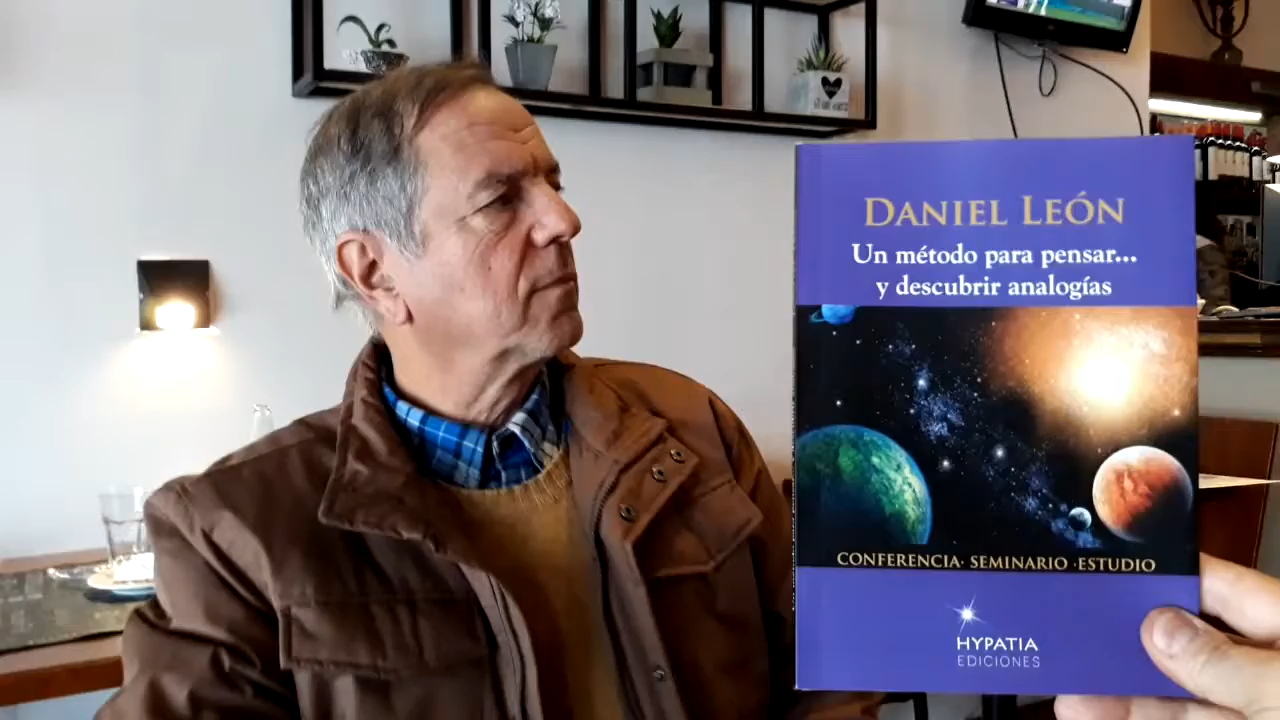 DANIEL LEÓN
Un método para pensar...
y descubrir analogías
CONFERENCIA· SEMINARIO ·ESTUDIO
HYPATIA
EDICIONES